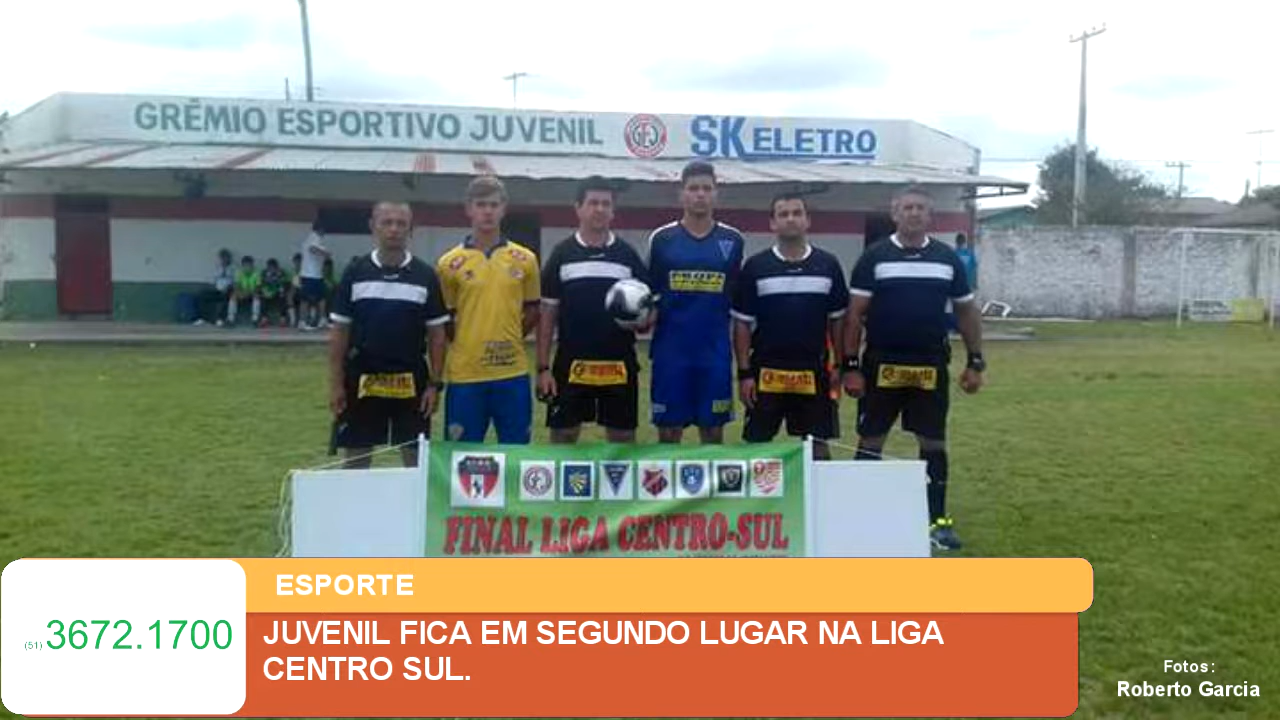 GRÊMIO ESPORTIVO JUVENIL
SK ELETRO
FINAL LIGA CENTRO-SUL
ESPORTE
(51) 3672.1700
JUVENIL FICA EM SEGUNDO LUGAR NA LIGA
CENTRO SUL.
Fotos:
Roberto Garcia